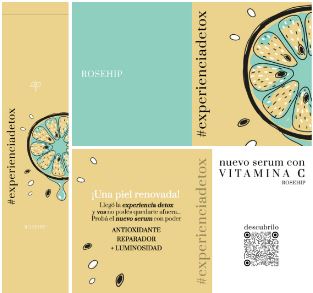 #experienciadetox
ROSEHIP
ROSEHIP
#experienciadetox
¡Una piel renovada!
Llegó la experiencia detox
y vos no podés quedarte afuera...
Probá el nuevo serum con poder
ANTIOXIDANTE
REPARADOR
+ LUMINOSIDAD
#experienciadetox
nuevo serum con
VITAMINA C
ROSEHIP
descubrilo